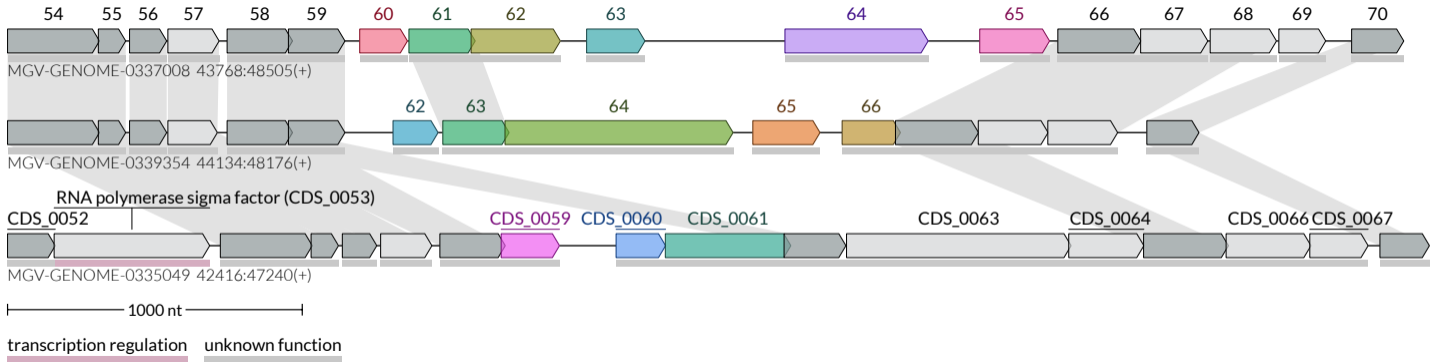 54 55 56 57 58 59 60 61 62 63 64 65 66 67 68 69 70
MGV-GENOME-0337008 43768:48505(+)
62 63 64 65 66
MGV-GENOME-0339354 44134:48176(+)
RNA polymerase sigma factor (CDS_0053)
CDS_0052 CDS_0059 CDS_0060 CDS_0061 CDS_0063 CDS_0064 CDS_0066 CDS_0067
MGV-GENOME-0335049 42416:47240(+)
1000 nt
transcription regulation unknown function